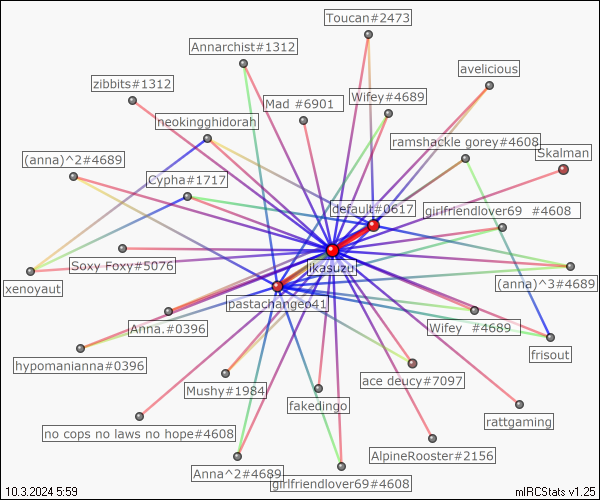 Toucan#2473
Annarchist#1312
avelicious
zibbits#1312
Wifey#4689
Mad #6901
neokingghidorah
ramshackle gorey#4608
Skalman
(anna)^2#4689
Cypha#1717
default#0617
girlfriendlover69 #4608
Soxy Foxy#5076
ikasuzu
xenoyaut
(anna)^3#4689
pastachange041
Anna.#0396
Wifey #4689
frisout
hypomanianna#0396
Mushy#1984
ace deucy#7097
fakedingo
rattgaming
no cops no laws no hope#4608
AlpineRooster#2156
Anna^2#4689
girlfriendlover69#4608
10.3.2024 5:59
mIRCStats v1.25